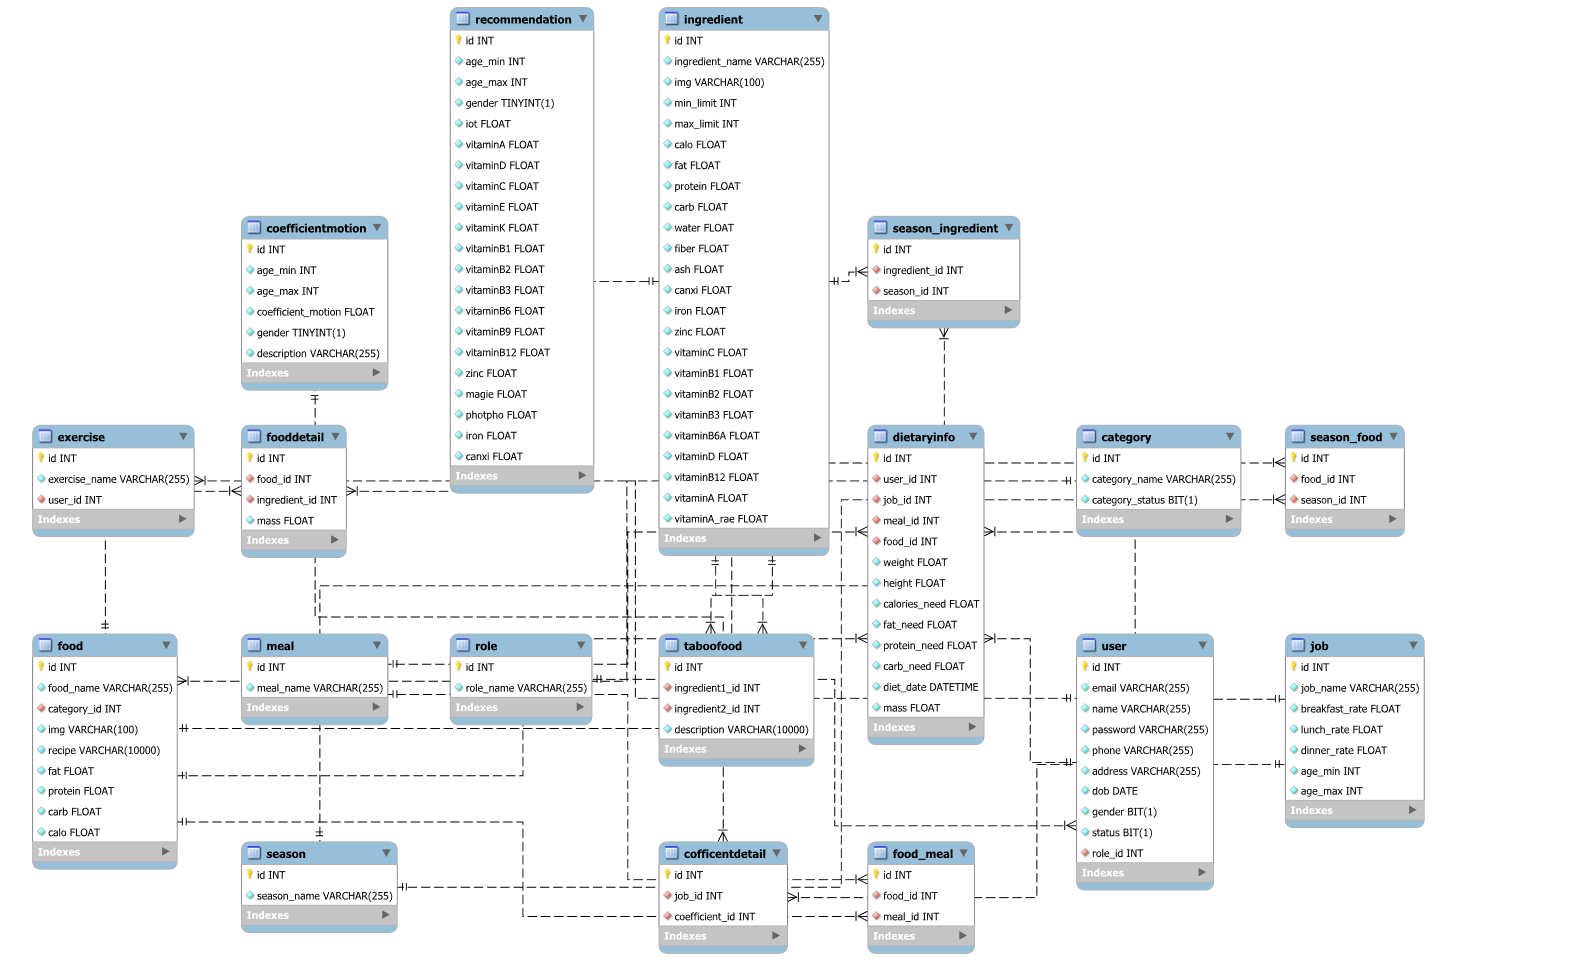 recommendation
id INT
age_min INT
age_max INT
gender TINYINT(1)
iot FLOAT
vitaminA FLOAT
vitaminD FLOAT
vitaminC FLOAT
vitaminE FLOAT
vitaminK FLOAT
vitaminB1 FLOAT
vitaminB2 FLOAT
vitaminB3 FLOAT
vitaminB6 FLOAT
vitaminB9 FLOAT
vitaminB12 FLOAT
zinc FLOAT
magie FLOAT
photpho FLOAT
iron FLOAT
canxi FLOAT
Indexes
ingredient
id INT
ingredient_name VARCHAR(255)
img VARCHAR(100)
min_limit INT
max_limit INT
calo FLOAT
fat FLOAT
protein FLOAT
carb FLOAT
water FLOAT
fiber FLOAT
ash FLOAT
canxi FLOAT
iron FLOAT
zinc FLOAT
vitaminC FLOAT
vitaminB1 FLOAT
vitaminB2 FLOAT
vitaminB3 FLOAT
vitaminB6A FLOAT
vitaminD FLOAT
vitaminB12 FLOAT
vitaminA FLOAT
vitaminA_rae FLOAT
Indexes
coefficientmotion
id INT
age_min INT
age_max INT
coefficient_motion FLOAT
gender TINYINT(1)
description VARCHAR(255)
Indexes
season_ingredient
id INT
ingredient_id INT
season_id INT
Indexes
exercise
id INT
exercise_name VARCHAR(255)
user_id INT
Indexes
fooddetail
id INT
food_id INT
ingredient_id INT
mass FLOAT
Indexes
dietaryinfo
id INT
user_id INT
job_id INT
meal_id INT
food_id INT
weight FLOAT
height FLOAT
calories_need FLOAT
fat_need FLOAT
protein_need FLOAT
carb_need FLOAT
diet_date DATETIME
mass FLOAT
Indexes
category
id INT
category_name VARCHAR(255)
category_status BIT(1)
Indexes
season_food
id INT
food_id INT
season_id INT
Indexes
food
id INT
food_name VARCHAR(255)
category_id INT
img VARCHAR(100)
recipe VARCHAR(10000)
fat FLOAT
protein FLOAT
carb FLOAT
calo FLOAT
Indexes
meal
id INT
meal_name VARCHAR(255)
Indexes
role
id INT
role_name VARCHAR(255)
Indexes
taboofood
id INT
ingredient1_id INT
ingredient2_id INT
description VARCHAR(10000)
Indexes
user
id INT
email VARCHAR(255)
name VARCHAR(255)
password VARCHAR(255)
phone VARCHAR(255)
address VARCHAR(255)
dob DATE
gender BIT(1)
status BIT(1)
role_id INT
Indexes
job
id INT
job_name VARCHAR(255)
breakfast_rate FLOAT
lunch_rate FLOAT
dinner_rate FLOAT
age_min INT
age_max INT
Indexes
season
id INT
season_name VARCHAR(255)
Indexes
cofficentdetail
id INT
job_id INT
coefficient_id INT
Indexes
food_meal
id INT
food_id INT
meal_id INT
Indexes